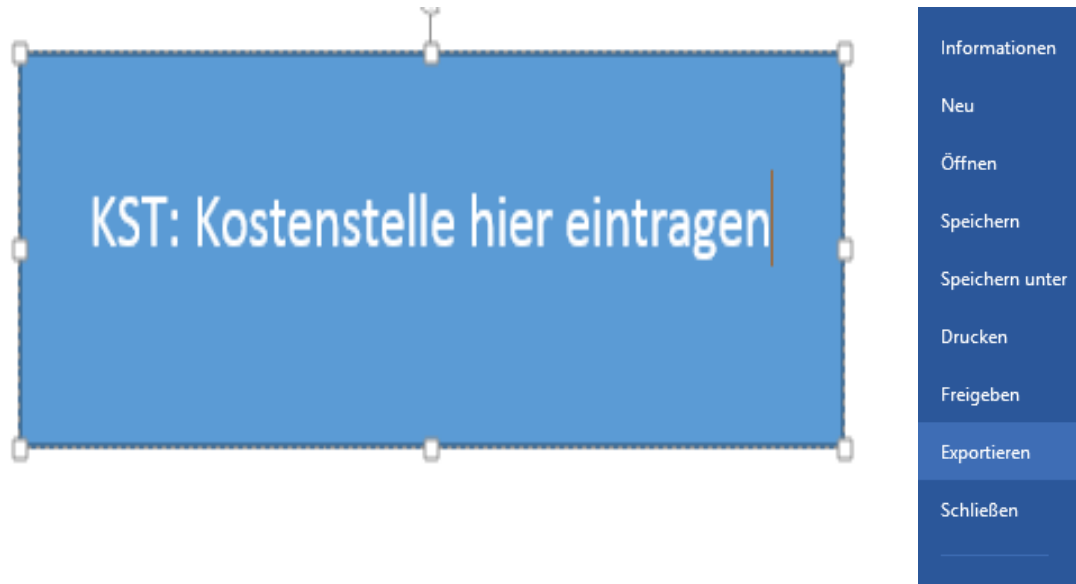 KST: Kostenstelle hier eintragen
Informationen
Neu
Öffnen
Speichern
Speichern unter
Drucken
Freigeben
Exportieren
Schließen